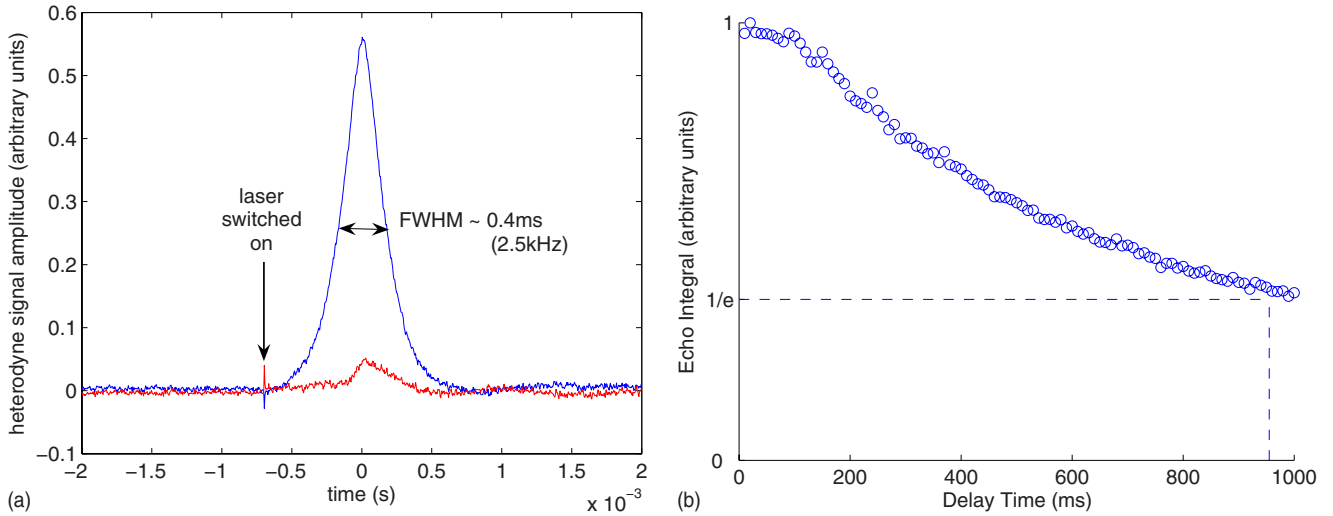 heterodyne signal amplitude (arbitrary units)
0.6
0.5
0.4
0.3
0.2
0.1
0
−0.1
laser
switched
on
FWHM ~ 0.4ms
(2.5kHz)
−2
−1.5
−1
−0.5
0
0.5
1
1.5
2
time (s)
x 10⁻³
(a)
Echo Integral (arbitrary units)
1
1/e
0
0
200
400
600
800
1000
Delay Time (ms)
(b)